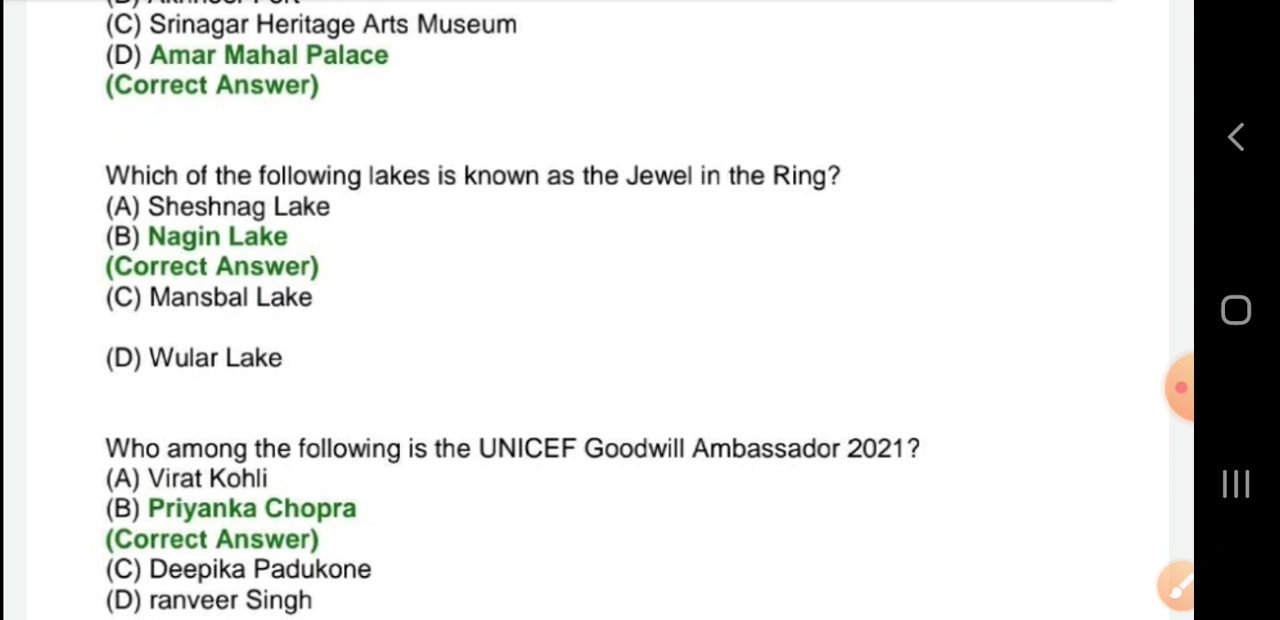 (C) Srinagar Heritage Arts Museum
(D) Amar Mahal Palace
(Correct Answer)
Which of the following lakes is known as the Jewel in the Ring?
(A) Sheshnag Lake
(B) Nagin Lake
(Correct Answer)
(C) Mansbal Lake
(D) Wular Lake
Who among the following is the UNICEF Goodwill Ambassador 2021?
(A) Virat Kohli
(B) Priyanka Chopra
(Correct Answer)
(C) Deepika Padukone
(D) ranveer Singh